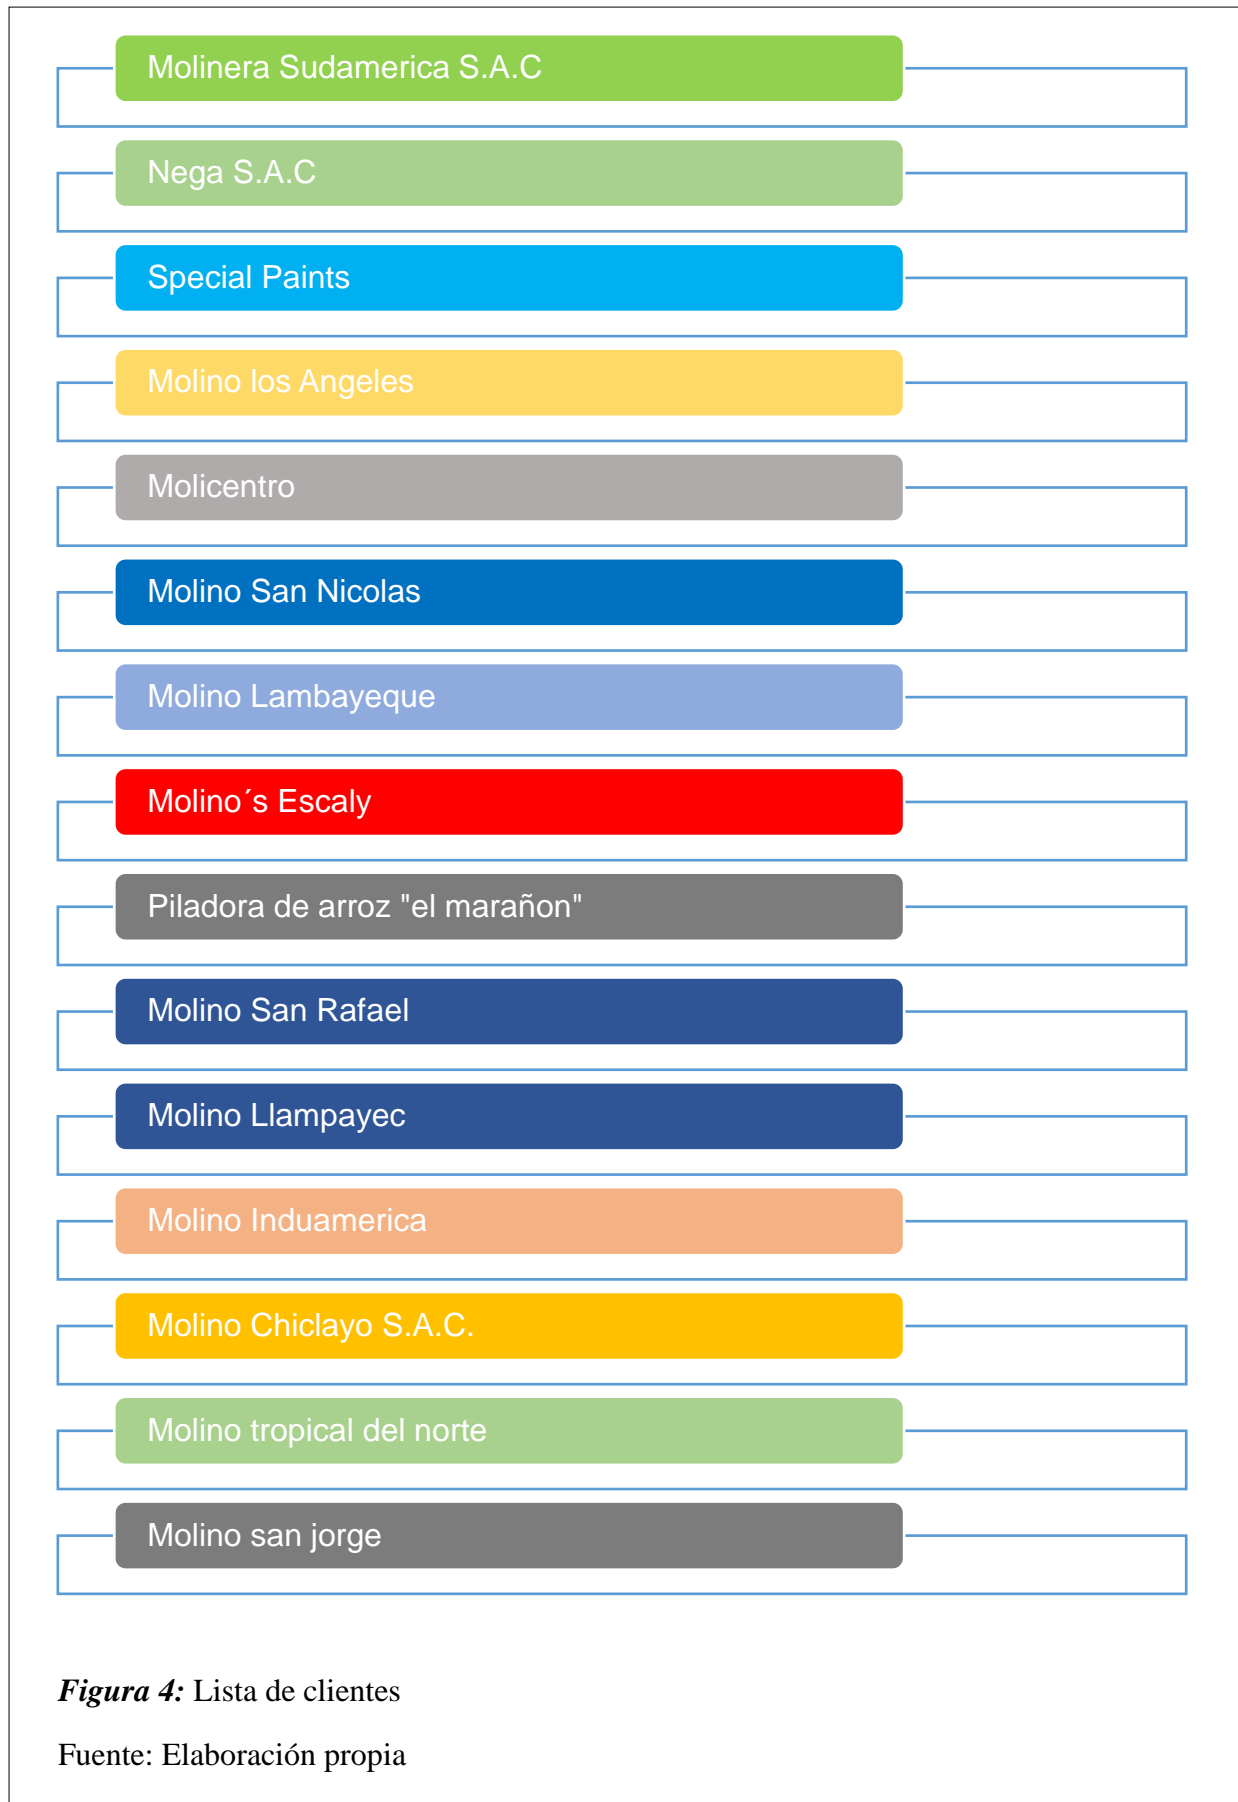 Molinera Sudamerica S.A.C
Nega S.A.C
Special Paints
Molino los Angeles
Molicentro
Molino San Nicolas
Molino Lambayeque
Molino´s Escaly
Piladora de arroz "el marañon"
Molino San Rafael
Molino Llampayec
Molino Induamerica
Molino Chiclayo S.A.C.
Molino tropical del norte
Molino san jorge
Figura 4: Lista de clientes
Fuente: Elaboración propia